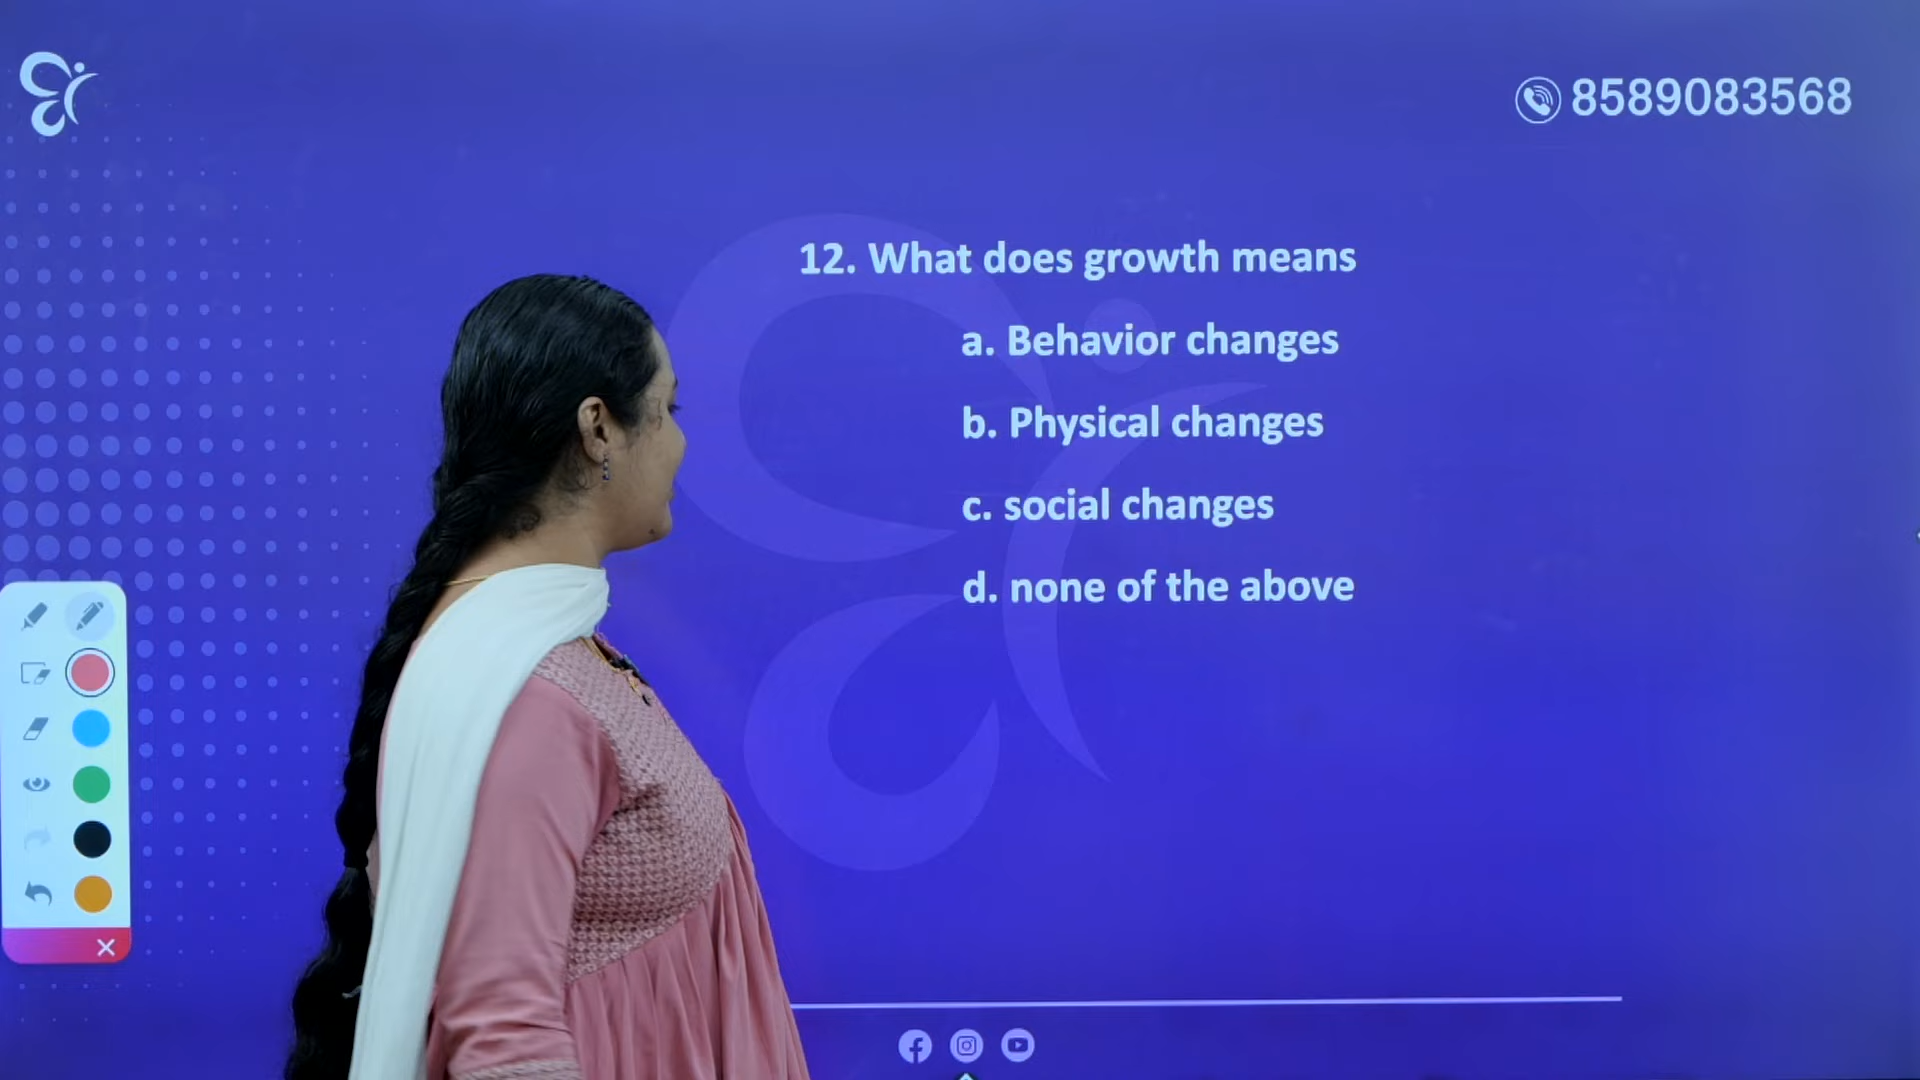 8589083568
12. What does growth means
a. Behavior changes
b. Physical changes
c. social changes
d. none of the above